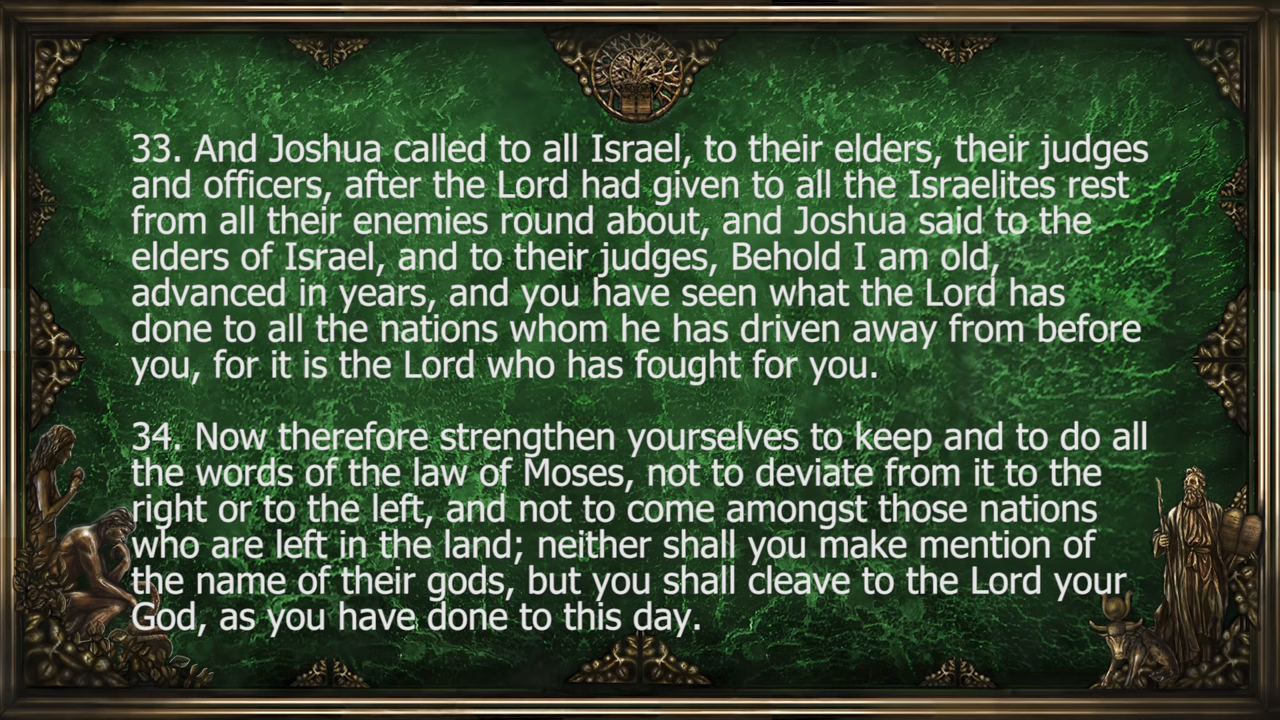 33. And Joshua called to all Israel, to their elders, their judges
and officers, after the Lord had given to all the Israelites rest
from all their enemies round about, and Joshua said to the
elders of Israel, and to their judges, Behold I am old,
advanced in years, and you have seen what the Lord has
done to all the nations whom he has driven away from before
you, for it is the Lord who has fought for you.
34. Now therefore strengthen yourselves to keep and to do all
the words of the law of Moses, not to deviate from it to the
right or to the left, and not to come amongst those nations
who are left in the land; neither shall you make mention of
the name of their gods, but you shall cleave to the Lord your
God, as you have done to this day.